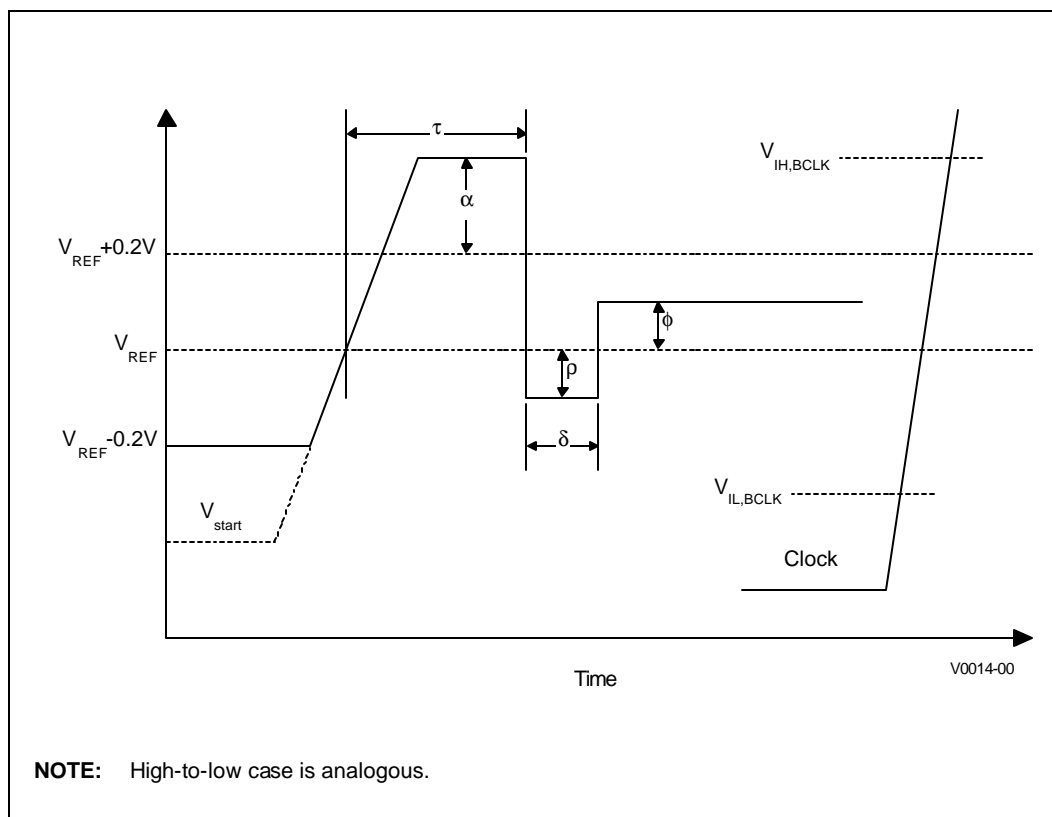 τ
V_IH,BCLK
α
V_REF+0.2V
ϕ
V_REF
ρ
V_REF-0.2V
δ
V_IL,BCLK
V_start
Clock
Time
V0014-00
NOTE: High-to-low case is analogous.